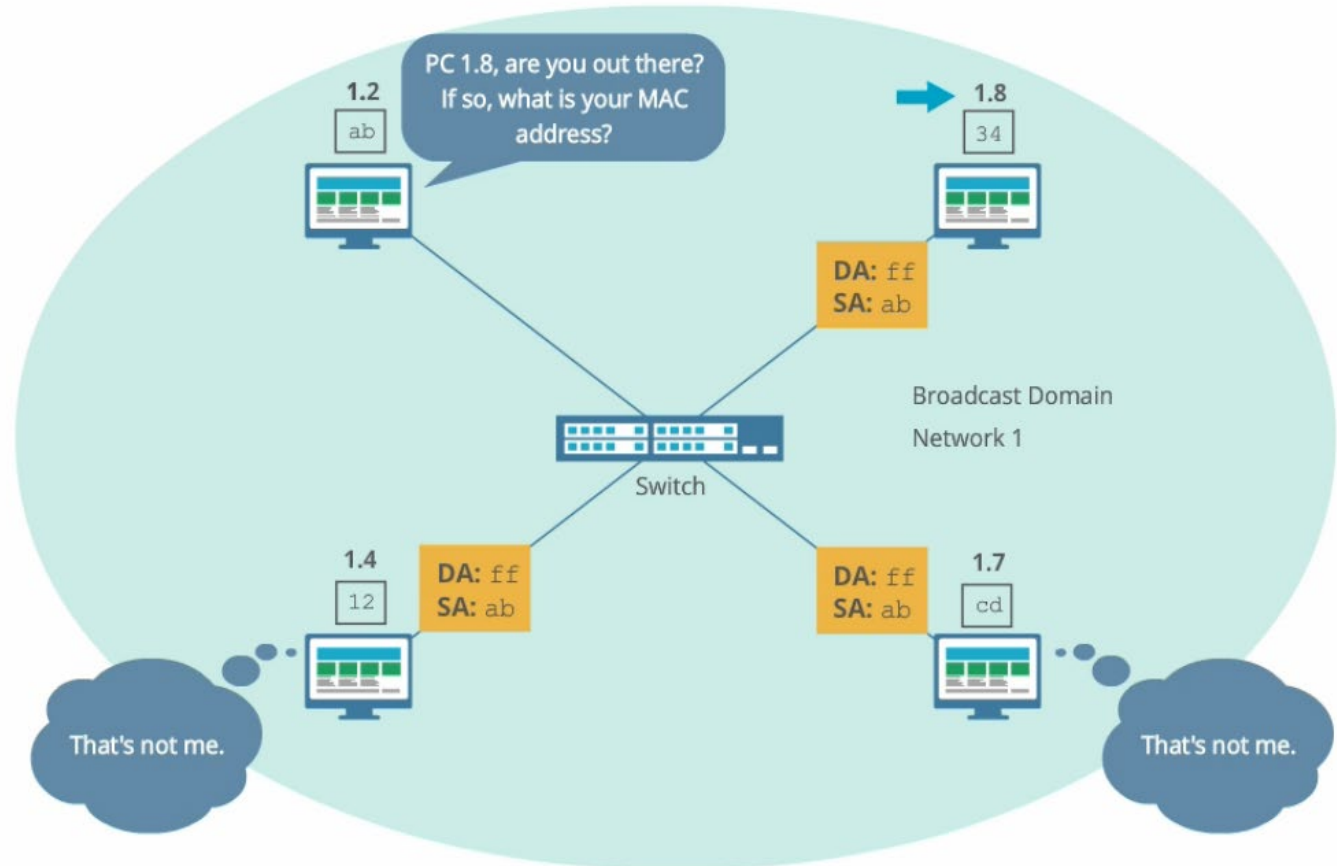 PC 1.8, are you out there?
If so, what is your MAC
address?
1.2
ab
1.8
34
DA: ff
SA: ab
Broadcast Domain
Network 1
Switch
1.4
12
DA: ff
SA: ab
DA: ff
SA: ab
1.7
cd
That's not me.
That's not me.